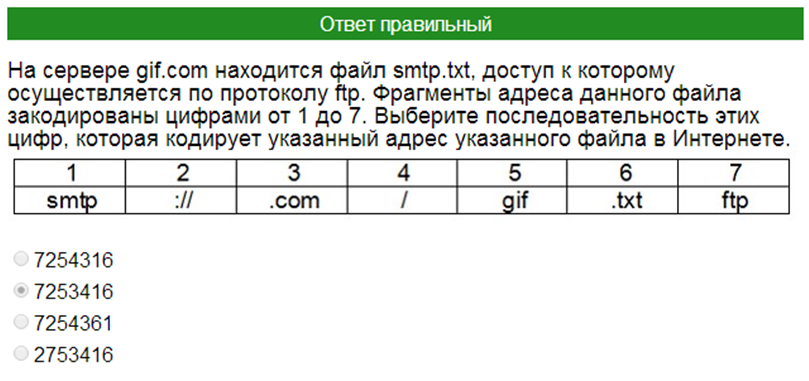 Ответ правильный
На сервере gif.com находится файл smtp.txt, доступ к которому
осуществляется по протоколу ftp. Фрагменты адреса данного файла
закодированы цифрами от 1 до 7. Выберите последовательность этих
цифр, которая кодирует указанный адрес указанного файла в Интернете.
1 2 3 4 5 6 7
smtp :// .com / gif .txt ftp
7254316
7253416
7254361
2753416